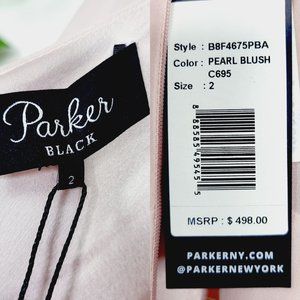 Parker
BLACK
2
Style : B8F4675PBA
Color : PEARL BLUSH
C695
Size : 2
MSRP : $ 498.00
PARKERNY.COM
@PARKERNEWYORK